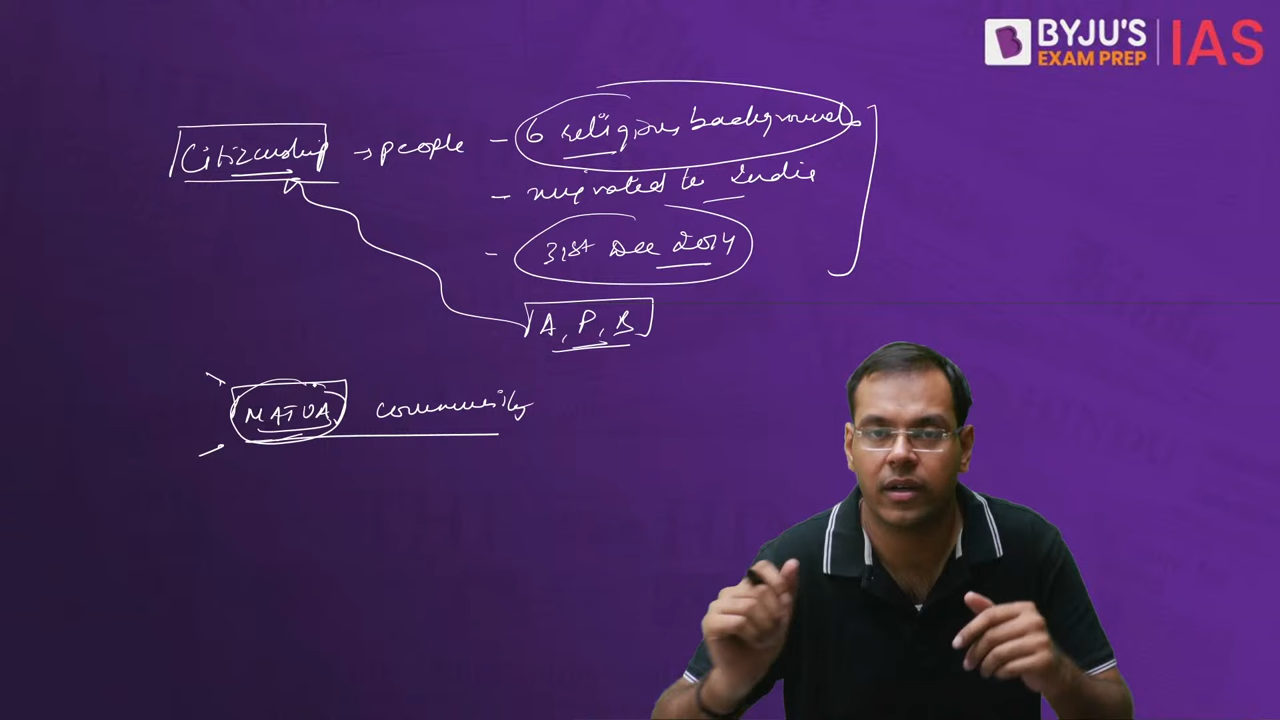 BYJU'S
EXAM PREP
IAS
Citizenship → people - 6 religious backgrounds
- migrated to India
- 31st Dec 2014
A, P, B
MATUA community